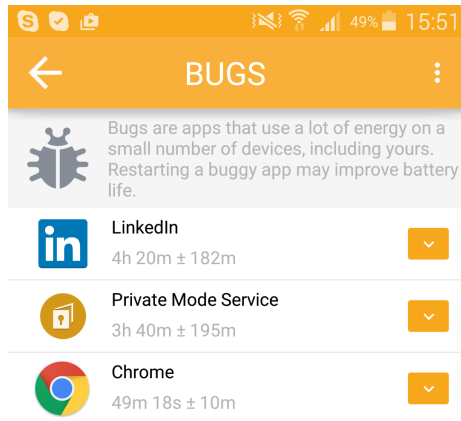 49% 15:51
BUGS
Bugs are apps that use a lot of energy on a
small number of devices, including yours.
Restarting a buggy app may improve battery
life.
in
LinkedIn
4h 20m ± 182m
Private Mode Service
3h 40m ± 195m
Chrome
49m 18s ± 10m